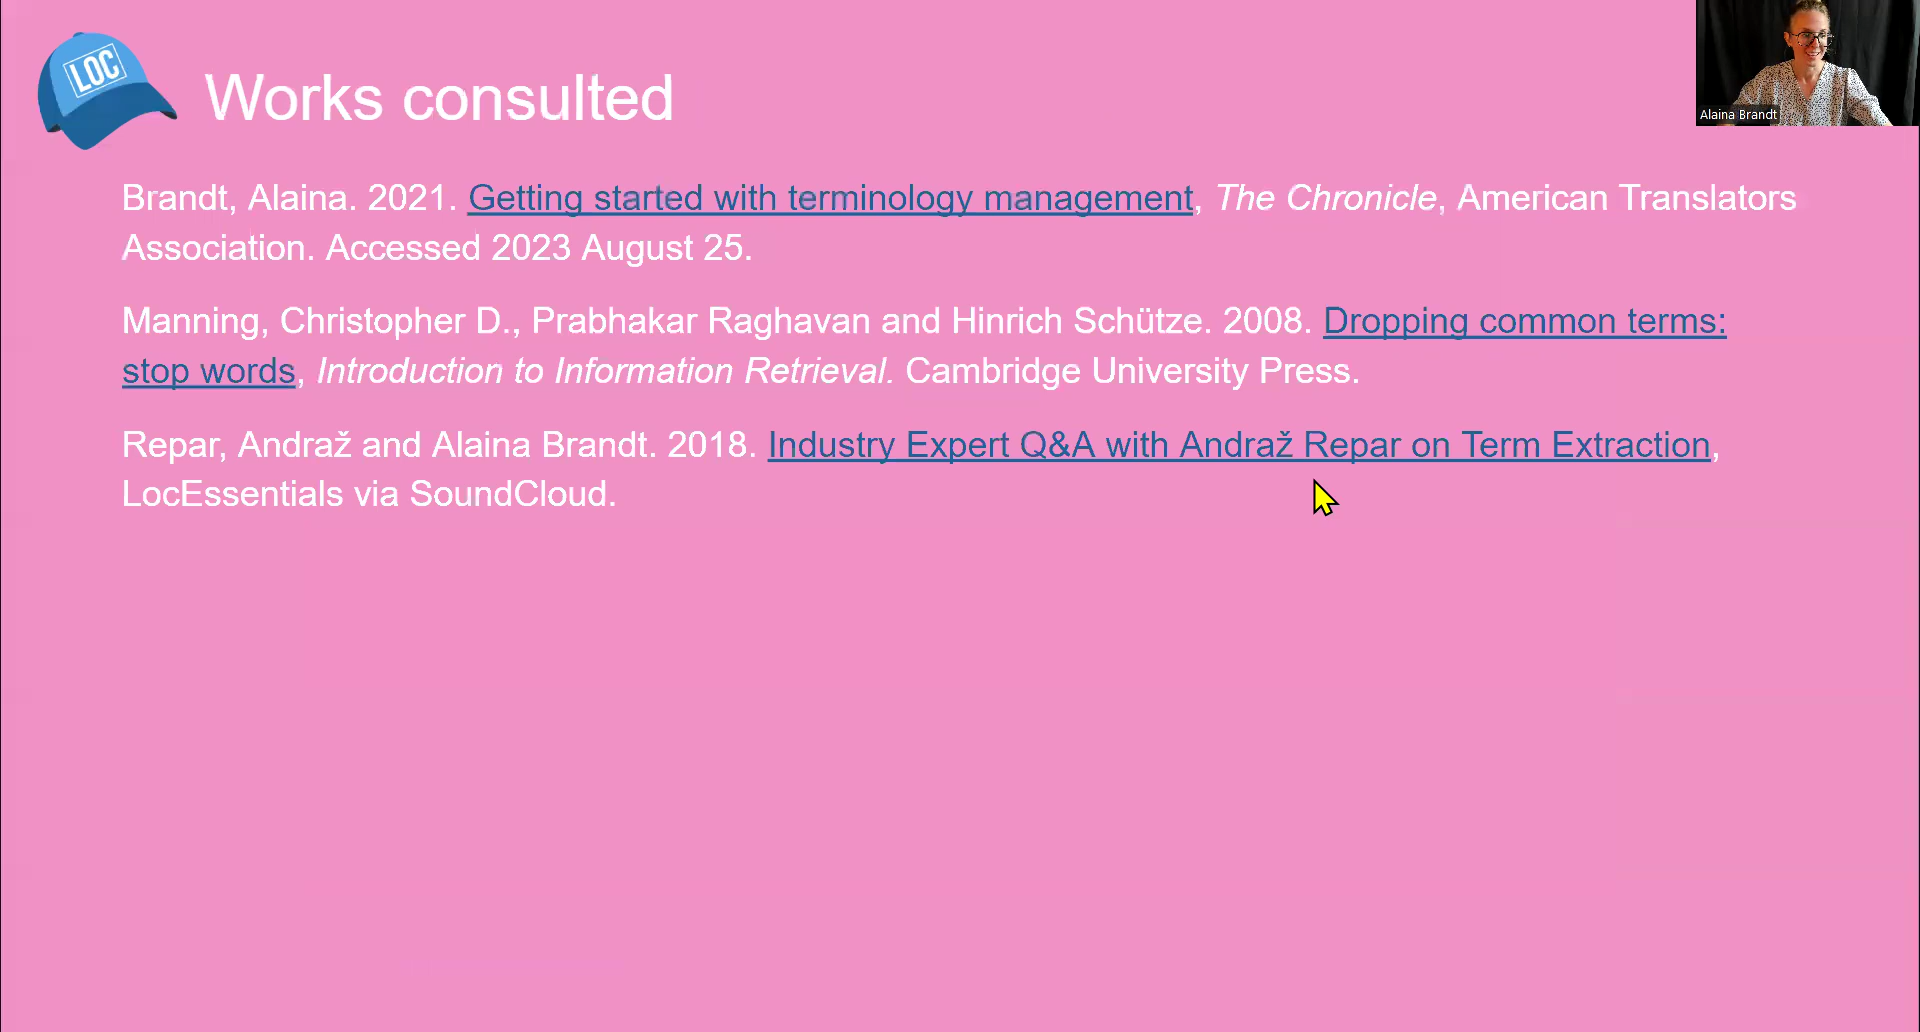 LOC
Works consulted
Alaina Brandt
Brandt, Alaina. 2021. Getting started with terminology management, The Chronicle, American Translators
Association. Accessed 2023 August 25.
Manning, Christopher D., Prabhakar Raghavan and Hinrich Schütze. 2008. Dropping common terms:
stop words, Introduction to Information Retrieval. Cambridge University Press.
Repar, Andraž and Alaina Brandt. 2018. Industry Expert Q&A with Andraž Repar on Term Extraction,
LocEssentials via SoundCloud.